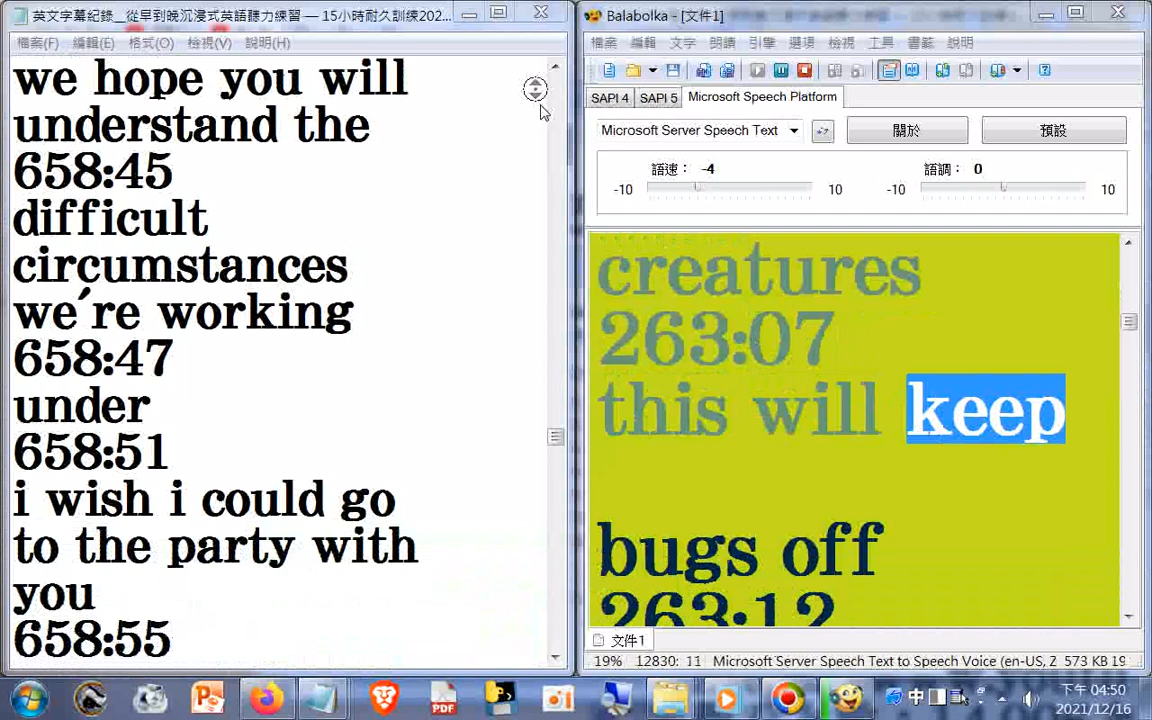 英文字幕紀錄__從早到晚沉浸式英語聽力練習 — 15小時耐久訓練202...
檔案(F) 編輯(E) 格式(O) 檢視(V) 說明(H)
we hope you will
understand the
658:45
difficult
circumstances
we're working
658:47
under
658:51
i wish i could go
to the party with
you
658:55
Balabolka - [文件1]
檔案 編輯 文字 朗讀 引擎 選項 檢視 工具 書籤 說明
SAPI 4 SAPI 5 Microsoft Speech Platform
Microsoft Server Speech Text 關於 預設
語速： -4 語調： 0
-10 10 -10 10
creatures
263:07
this will keep
bugs off
263:12
文件1
19% 12830: 11 Microsoft Server Speech Text to Speech Voice (en-US, 2 573 KB 19
PDF 中 下午 04:50
2021/12/16